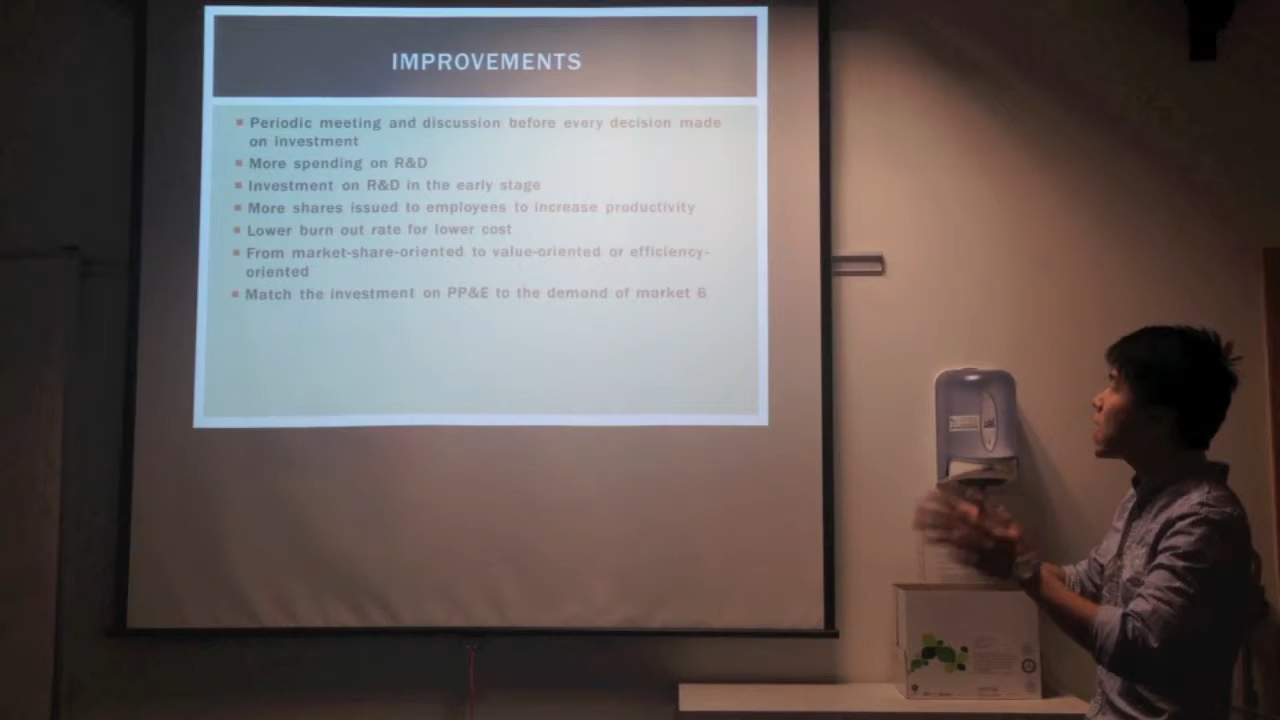 IMPROVEMENTS
Periodic meeting and discussion before every decision made
on investment
More spending on R&D
Investment on R&D in the early stage
More shares issued to employees to increase productivity
Lower burn out rate for lower cost
From market-share-oriented to value-oriented or efficiency-
oriented
Match the investment on PP&E to the demand of market 6